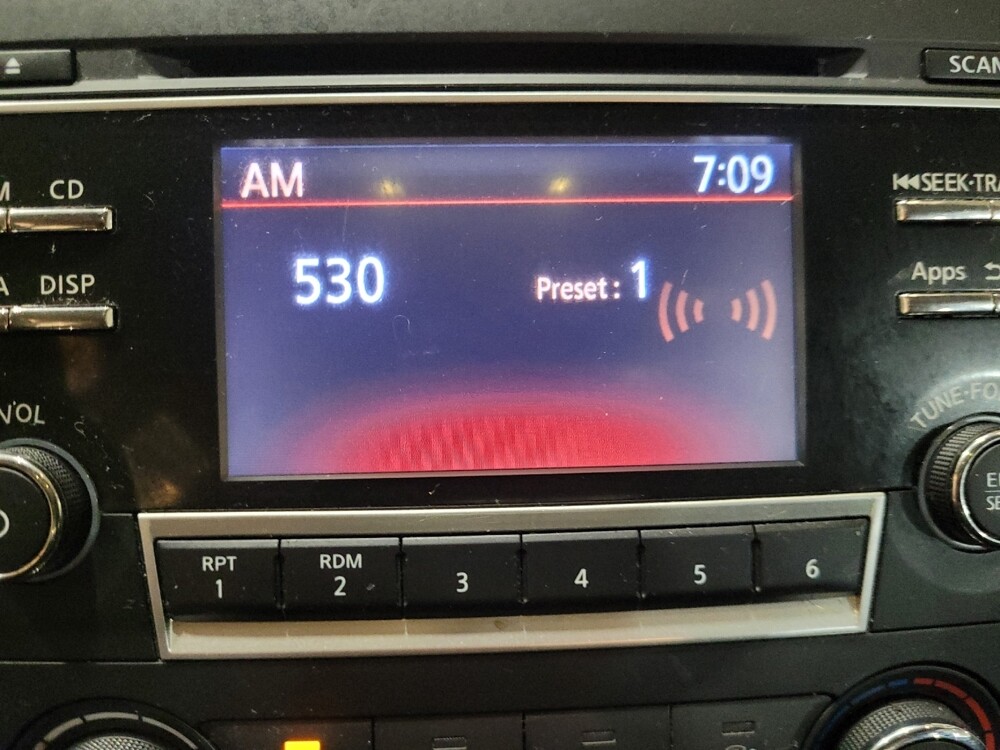 SCAN
AM 7:09
CD
SEEK·TRA
530 Preset: 1
DISP
Apps
VOL
TUNE·FO
RPT
1
RDM
2
3
4
5
6